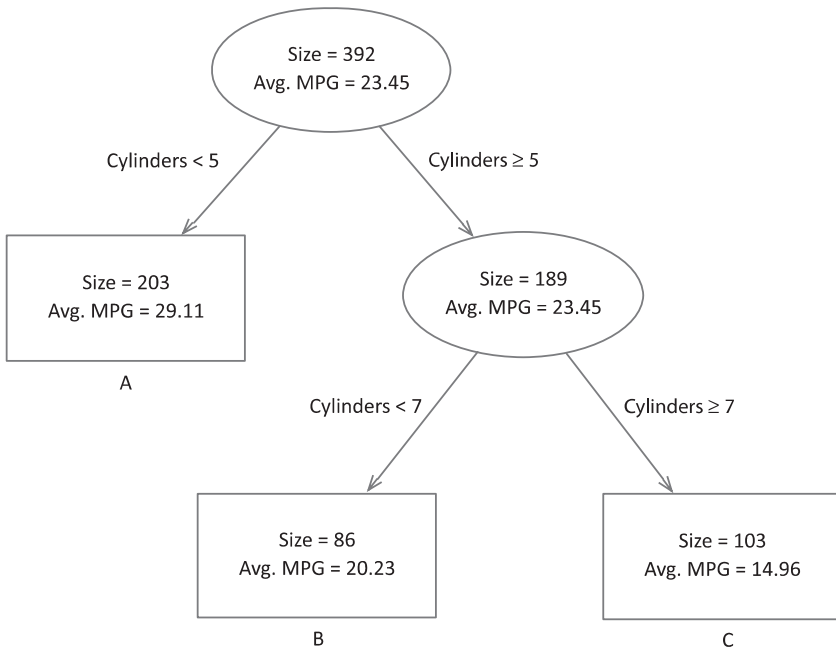 Size = 392
Avg. MPG = 23.45
Cylinders < 5
Cylinders ≥ 5
Size = 203
Avg. MPG = 29.11
A
Size = 189
Avg. MPG = 23.45
Cylinders < 7
Cylinders ≥ 7
Size = 86
Avg. MPG = 20.23
B
Size = 103
Avg. MPG = 14.96
C